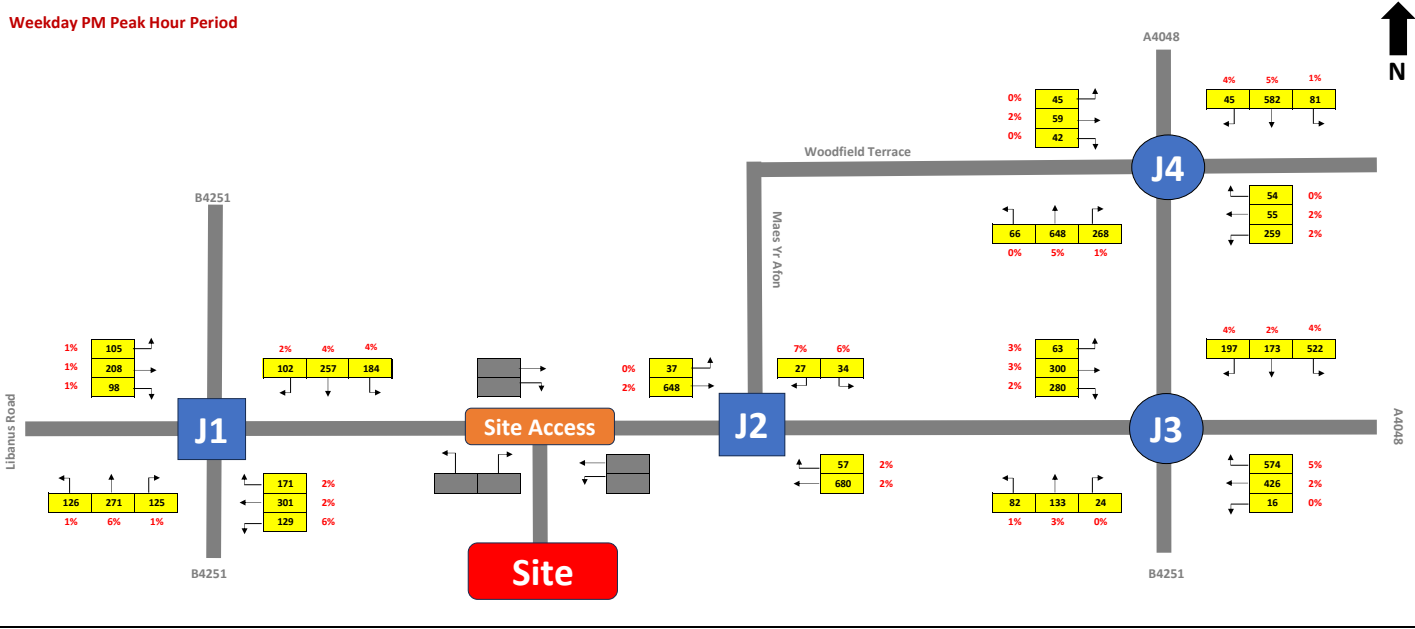 Weekday PM Peak Hour Period
N
A4048
4% 5% 1%
45 582 81
0% 45
2% 59
0% 42
Woodfield Terrace
J4
54 0%
55 2%
259 2%
66 648 268
0% 5% 1%
Maes Yr Afon
B4251
1% 105
1% 208
1% 98
2% 4% 4%
102 257 184
0% 37
2% 648
7% 6%
27 34
3% 63
3% 300
2% 280
4% 2% 4%
197 173 522
Libanus Road
J1
Site Access
J2
J3
A4048
126 271 125
1% 6% 1%
171 2%
301 2%
129 6%
57 2%
680 2%
82 133 24
1% 3% 0%
574 5%
426 2%
16 0%
B4251
Site
B4251